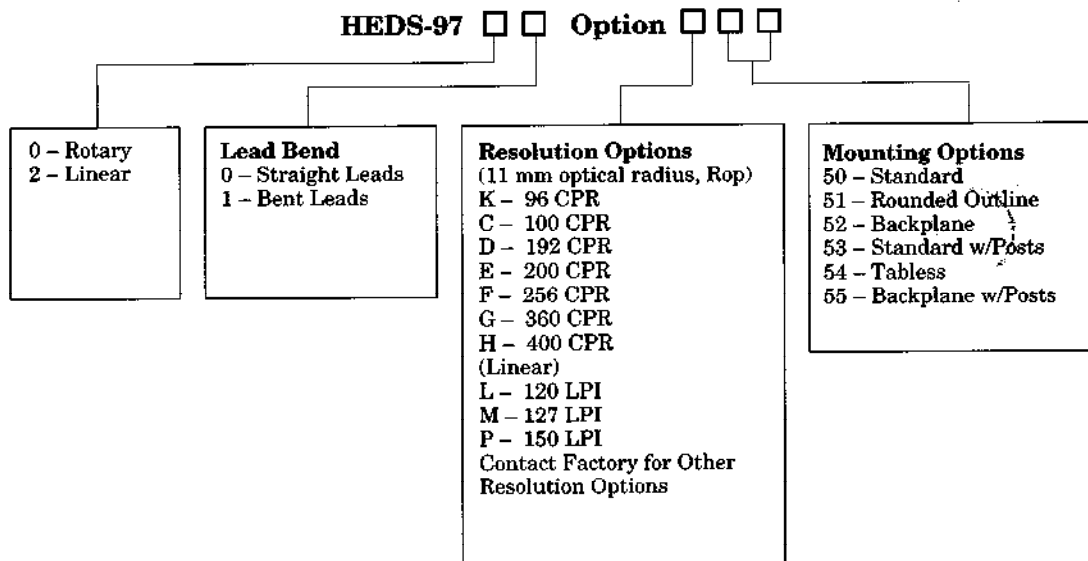 HEDS-97 □ □ Option □ □ □
0 – Rotary
2 – Linear
Lead Bend
0 – Straight Leads
1 – Bent Leads
Resolution Options
(11 mm optical radius, Rop)
K – 96 CPR
C – 100 CPR
D – 192 CPR
E – 200 CPR
F – 256 CPR
G – 360 CPR
H – 400 CPR
(Linear)
L – 120 LPI
M – 127 LPI
P – 150 LPI
Contact Factory for Other
Resolution Options
Mounting Options
50 – Standard
51 – Rounded Outline
52 – Backplane
53 – Standard w/Posts
54 – Tabless
55 – Backplane w/Posts